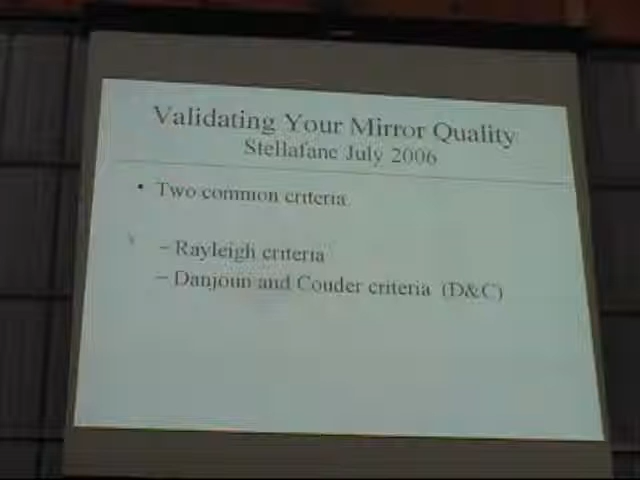 Validating Your Mirror Quality
Stellafane July 2006
• Two common criteria
– Rayleigh criteria
– Danjoun and Couder criteria (D&C)